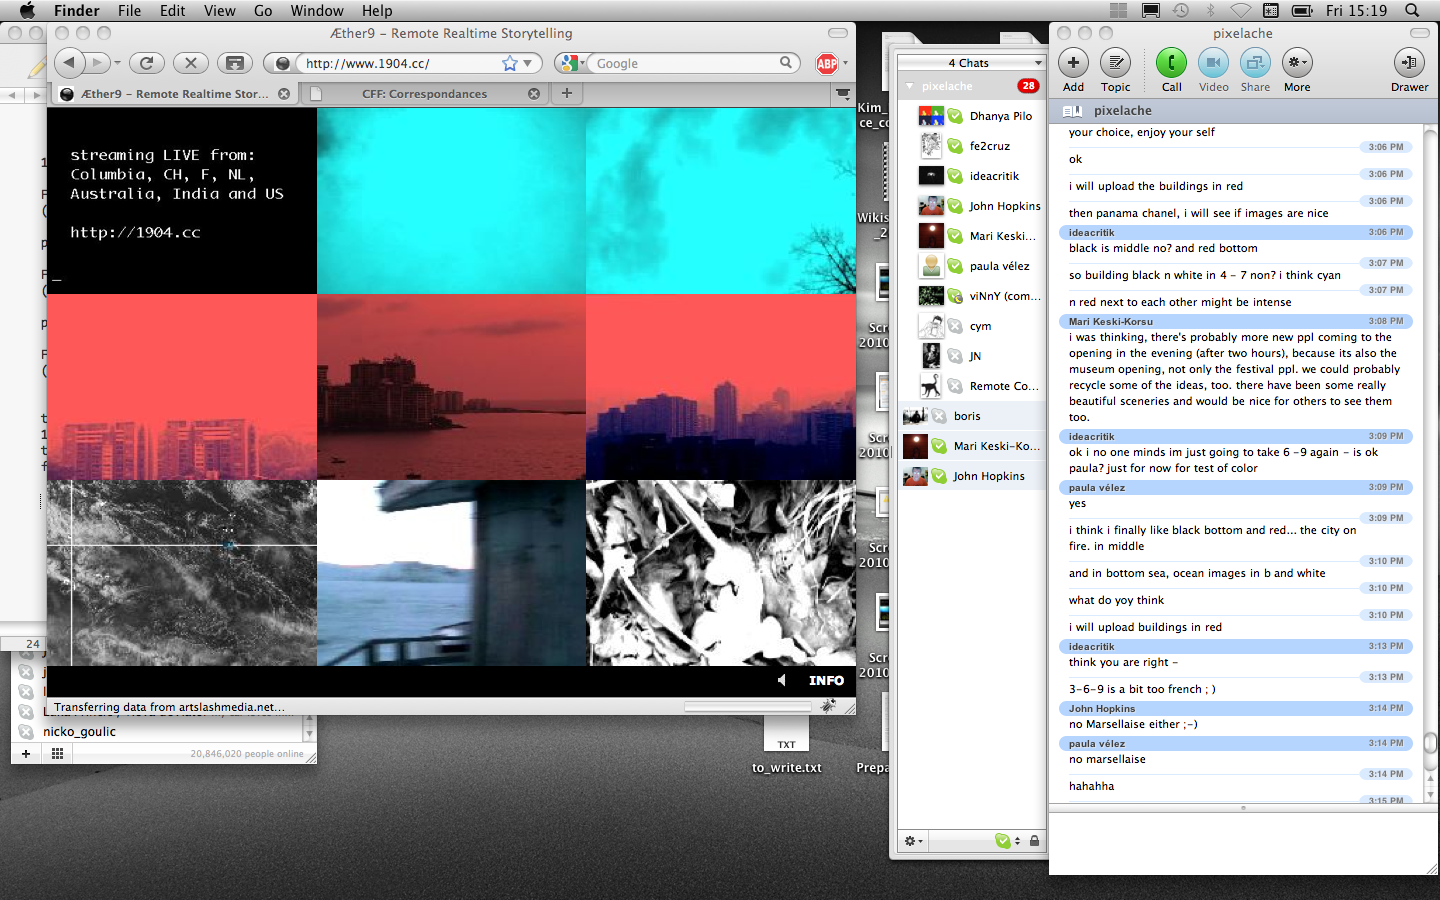 Finder File Edit View Go Window Help
Fri 15:19
Æther9 – Remote Realtime Storytelling
http://www.1904.cc/
Google
ABP
Æther9 – Remote Realtime Stor...
CFF: Correspondances
streaming LIVE from:
Columbia, CH, F, NL,
Australia, India and US
http://1904.cc
_
INFO
Transferring data from artslashmedia.net...
24
nicko_goulic
20,846,020 people online
TXT
to_write.txt
Prepa
Kim_
ce_co
Wikis
_2
Scr
2010
Scr
2010
Scr
2010
Scr
2010
4 Chats
pixelache 28
Dhanya Pilo
fe2cruz
ideacritik
John Hopkins
Mari Keski...
paula vélez
viNnY (com...
cym
JN
Remote Co...
boris
Mari Keski-Ko...
John Hopkins
pixelache
Add
Topic
Call
Video
Share
More
Drawer
pixelache
your choice, enjoy your self
3:06 PM
ok
3:06 PM
i will upload the buildings in red
3:06 PM
then panama chanel, i will see if images are nice
ideacritik 3:06 PM
black is middle no? and red bottom
3:07 PM
so building black n white in 4 - 7 non? i think cyan
3:07 PM
n red next to each other might be intense
Mari Keski-Korsu 3:08 PM
i was thinking, there's probably more new ppl coming to the
opening in the evening (after two hours), because its also the
museum opening, not only the festival ppl. we could probably
recycle some of the ideas, too. there have been some really
beautiful sceneries and would be nice for others to see them
too.
ideacritik 3:09 PM
ok i no one minds im just going to take 6 -9 again - is ok
paula? just for now for test of color
paula vélez 3:09 PM
yes
3:09 PM
i think i finally like black bottom and red... the city on
fire. in middle
3:10 PM
and in bottom sea, ocean images in b and white
3:10 PM
what do yoy think
3:10 PM
i will upload buildings in red
ideacritik 3:13 PM
think you are right -
3:13 PM
3-6-9 is a bit too french ; )
John Hopkins 3:14 PM
no Marsellaise either ;-)
paula vélez 3:14 PM
no marsellaise
3:14 PM
hahahha
3:15 PM